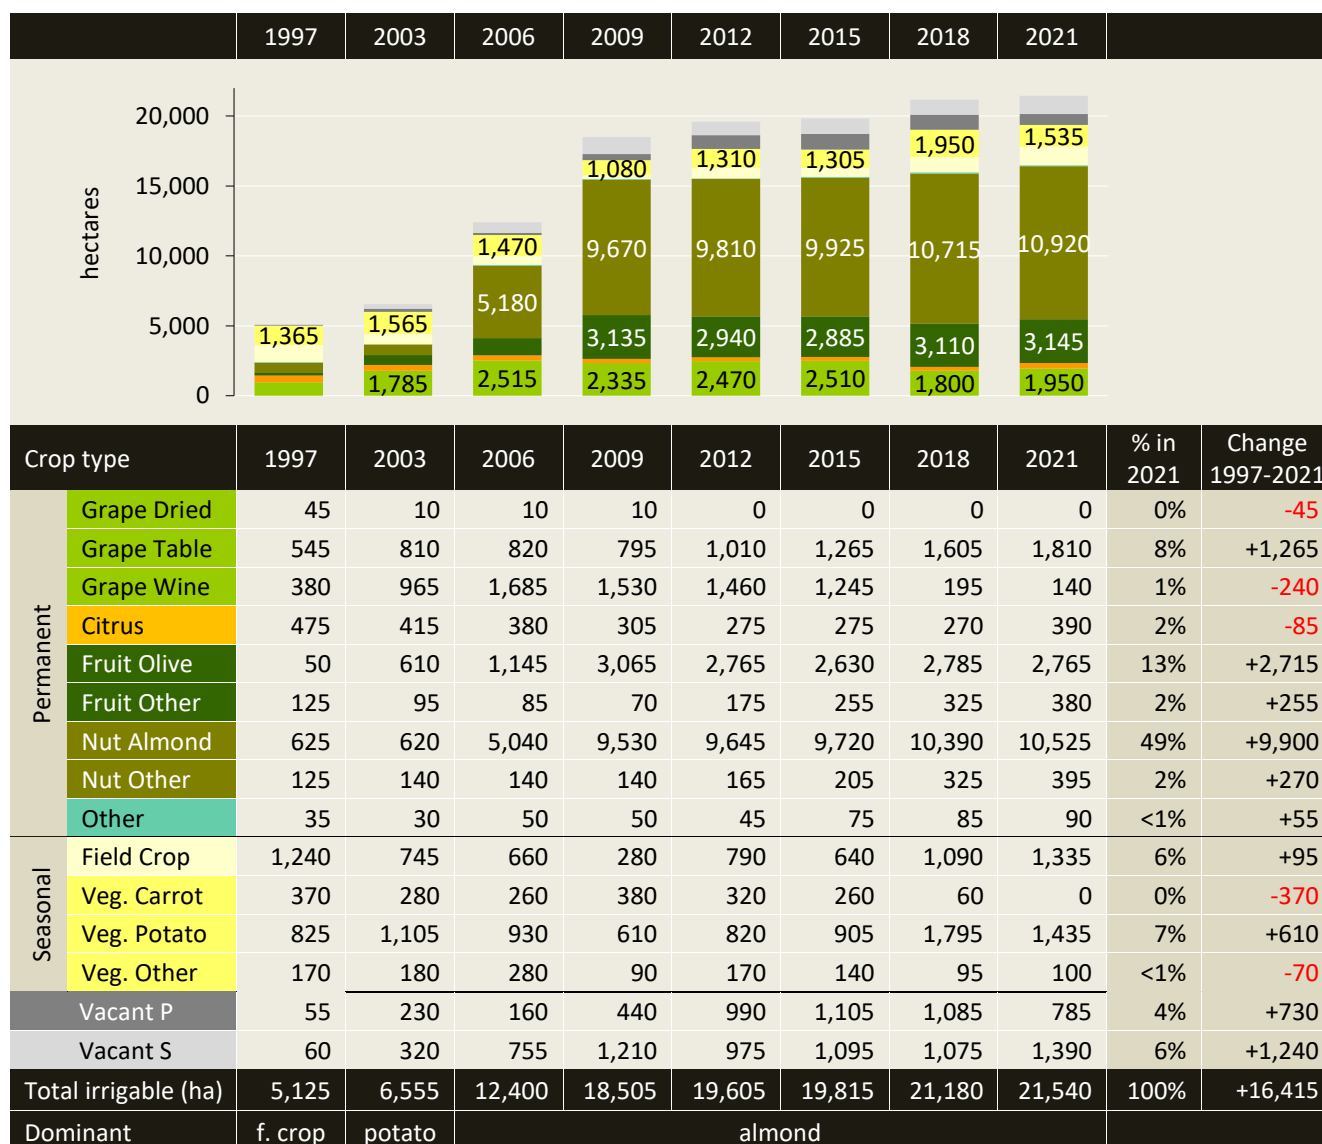 1997 2003 2006 2009 2012 2015 2018 2021
20,000
15,000
10,000
5,000
0
hectares
1,365
1,565 1,785
1,470 5,180 2,515
1,080 9,670 3,135 2,335
1,310 9,810 2,940 2,470
1,305 9,925 2,885 2,510
1,950 10,715 3,110 1,800
1,535 10,920 3,145 1,950
Crop type 1997 2003 2006 2009 2012 2015 2018 2021 % in 2021 Change 1997-2021
Permanent
Grape Dried 45 10 10 10 0 0 0 0 0% -45
Grape Table 545 810 820 795 1,010 1,265 1,605 1,810 8% +1,265
Grape Wine 380 965 1,685 1,530 1,460 1,245 195 140 1% -240
Citrus 475 415 380 305 275 275 270 390 2% -85
Fruit Olive 50 610 1,145 3,065 2,765 2,630 2,785 2,765 13% +2,715
Fruit Other 125 95 85 70 175 255 325 380 2% +255
Nut Almond 625 620 5,040 9,530 9,645 9,720 10,390 10,525 49% +9,900
Nut Other 125 140 140 140 165 205 325 395 2% +270
Other 35 30 50 50 45 75 85 90 <1% +55
Seasonal
Field Crop 1,240 745 660 280 790 640 1,090 1,335 6% +95
Veg. Carrot 370 280 260 380 320 260 60 0 0% -370
Veg. Potato 825 1,105 930 610 820 905 1,795 1,435 7% +610
Veg. Other 170 180 280 90 170 140 95 100 <1% -70
Vacant P 55 230 160 440 990 1,105 1,085 785 4% +730
Vacant S 60 320 755 1,210 975 1,095 1,075 1,390 6% +1,240
Total irrigable (ha) 5,125 6,555 12,400 18,505 19,605 19,815 21,180 21,540 100% +16,415
Dominant f. crop potato almond